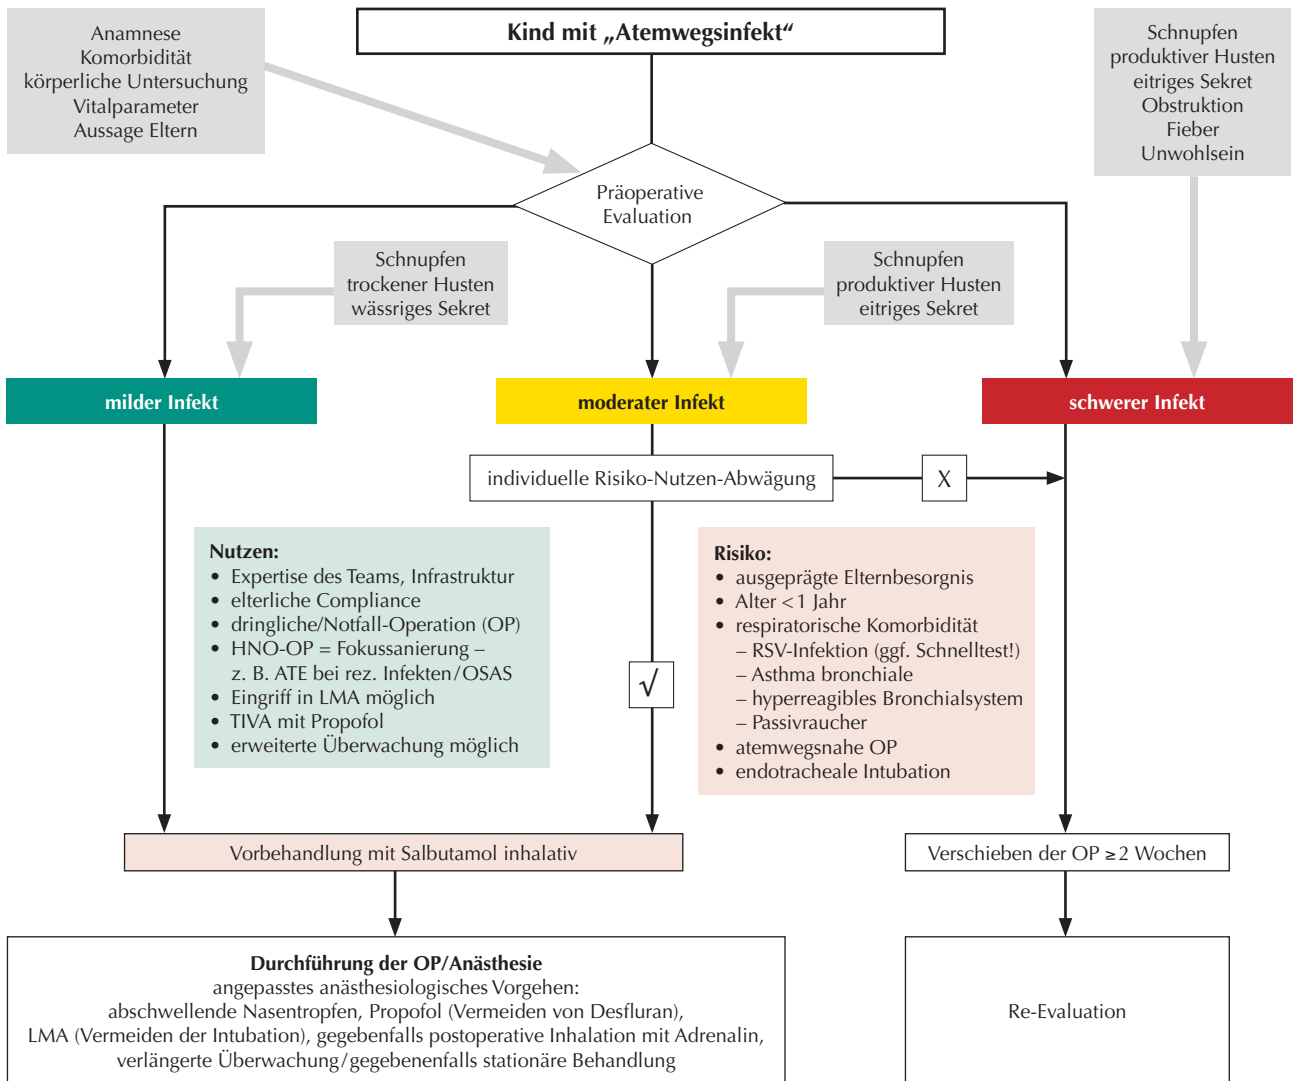 Kind mit „Atemwegsinfekt“
Anamnese
Komorbidität
körperliche Untersuchung
Vitalparameter
Aussage Eltern
Schnupfen
produktiver Husten
eitriges Sekret
Obstruktion
Fieber
Unwohlsein
Präoperative
Evaluation
Schnupfen
trockener Husten
wässriges Sekret
Schnupfen
produktiver Husten
eitriges Sekret
milder Infekt
moderater Infekt
schwerer Infekt
individuelle Risiko-Nutzen-Abwägung
X
Nutzen:
• Expertise des Teams, Infrastruktur
• elterliche Compliance
• dringliche/Notfall-Operation (OP)
• HNO-OP = Fokussanierung –
z. B. ATE bei rez. Infekten/OSAS
• Eingriff in LMA möglich
• TIVA mit Propofol
• erweiterte Überwachung möglich
√
Risiko:
• ausgeprägte Elternbesorgnis
• Alter < 1 Jahr
• respiratorische Komorbidität
– RSV-Infektion (ggf. Schnelltest!)
– Asthma bronchiale
– hyperreagibles Bronchialsystem
– Passivraucher
• atemwegsnahe OP
• endotracheale Intubation
Vorbehandlung mit Salbutamol inhalativ
Verschieben der OP ≥ 2 Wochen
Durchführung der OP/Anästhesie
angepasstes anästhesiologisches Vorgehen:
abschwellende Nasentropfen, Propofol (Vermeiden von Desfluran),
LMA (Vermeiden der Intubation), gegebenfalls postoperative Inhalation mit Adrenalin,
verlängerte Überwachung/gegebenenfalls stationäre Behandlung
Re-Evaluation